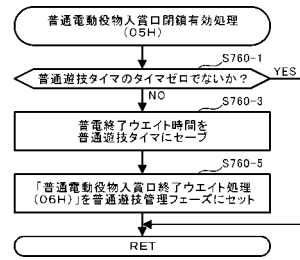 普通電動役物入賞口閉鎖有効処理
(05H)
S760-1
普通遊技タイマのタイマゼロでないか？
YES
NO
S760-3
普電終了ウエイト時間を
普通遊技タイマにセーブ
S760-5
「普通電動役物入賞口終了ウエイト処理
(06H)」を普通遊技管理フェーズにセット
RET